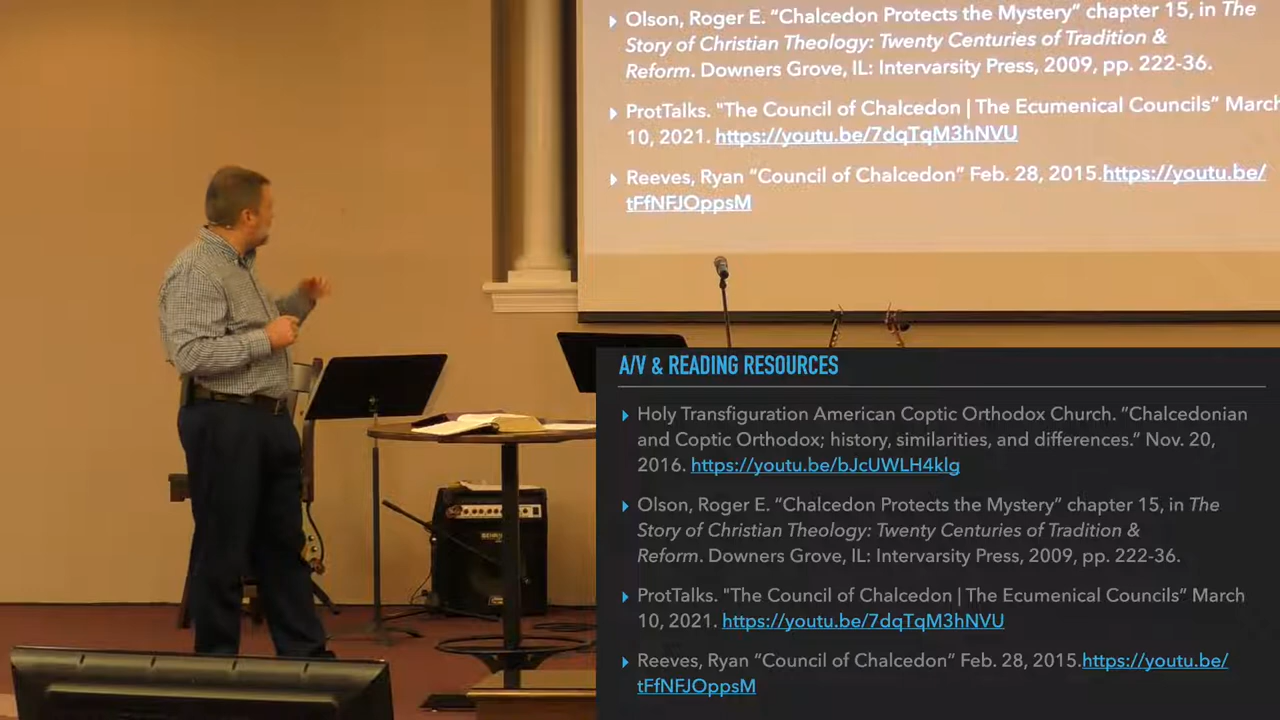 Olson, Roger E. “Chalcedon Protects the Mystery” chapter 15, in The
Story of Christian Theology: Twenty Centuries of Tradition &
Reform. Downers Grove, IL: Intervarsity Press, 2009, pp. 222-36.
ProtTalks. "The Council of Chalcedon | The Ecumenical Councils” March
10, 2021. https://youtu.be/7dqTqM3hNVU
Reeves, Ryan “Council of Chalcedon” Feb. 28, 2015.https://youtu.be/
tFfNFJOppsM
A/V & READING RESOURCES
Holy Transfiguration American Coptic Orthodox Church. “Chalcedonian
and Coptic Orthodox; history, similarities, and differences.” Nov. 20,
2016. https://youtu.be/bJcUWLH4klg
Olson, Roger E. “Chalcedon Protects the Mystery” chapter 15, in The
Story of Christian Theology: Twenty Centuries of Tradition &
Reform. Downers Grove, IL: Intervarsity Press, 2009, pp. 222-36.
ProtTalks. "The Council of Chalcedon | The Ecumenical Councils” March
10, 2021. https://youtu.be/7dqTqM3hNVU
Reeves, Ryan “Council of Chalcedon” Feb. 28, 2015.https://youtu.be/
tFfNFJOppsM